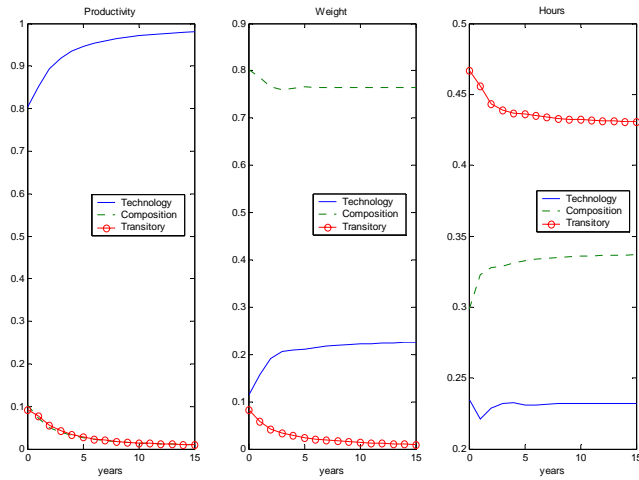 Productivity
1
0.9
0.8
0.7
0.6
0.5
0.4
0.3
0.2
0.1
0
0 5 10 15
years
Technology
Composition
Transitory
Weight
0.9
0.8
0.7
0.6
0.5
0.4
0.3
0.2
0.1
0
0 5 10 15
years
Technology
Composition
Transitory
Hours
0.5
0.45
0.4
0.35
0.3
0.25
0.2
0 5 10 15
years
Technology
Composition
Transitory